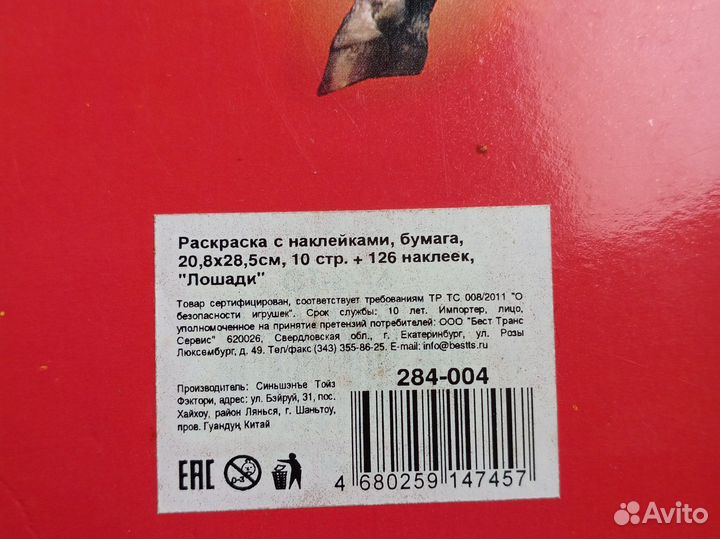 Раскраска с наклейками, бумага,
20,8х28,5см, 10 стр. + 126 наклеек,
"Лошади"
Товар сертифицирован, соответствует требованиям ТР ТС 008/2011 "О
безопасности игрушек". Срок службы: 10 лет. Импортер, лицо,
уполномоченное на принятие претензий потребителей: ООО "Бест Транс
Сервис" 620026, Свердловская обл., г. Екатеринбург, ул. Розы
Люксембург, д. 49. Тел/факс (343) 355-86-25. E-mail: info@bestts.ru
Производитель: Синьшэнье Тойз
Фэктори, адрес: ул. Бэйруй, 31, пос.
Хайхоу, район Лянься, г. Шаньтоу,
пров. Гуандун, Китай
284-004
EAC
4 680259 147457
Avito